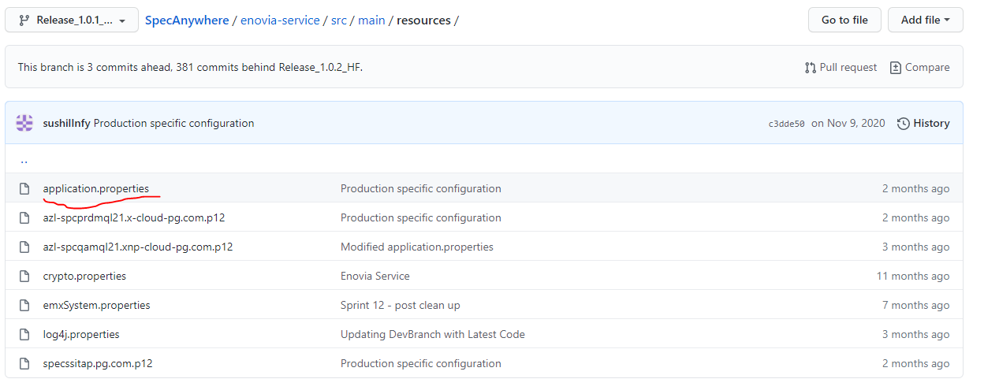 Release_1.0.1_... SpecAnywhere / enovia-service / src / main / resources / Go to file Add file
This branch is 3 commits ahead, 381 commits behind Release_1.0.2_HF. Pull request Compare
sushilInfy Production specific configuration c3dde50 on Nov 9, 2020 History
..
application.properties Production specific configuration 2 months ago
azl-spcprdmql21.x-cloud-pg.com.p12 Production specific configuration 2 months ago
azl-spcqamql21.xnp-cloud-pg.com.p12 Modified application.properties 3 months ago
crypto.properties Enovia Service 11 months ago
emxSystem.properties Sprint 12 - post clean up 7 months ago
log4j.properties Updating DevBranch with Latest Code 3 months ago
specssitap.pg.com.p12 Production specific configuration 2 months ago